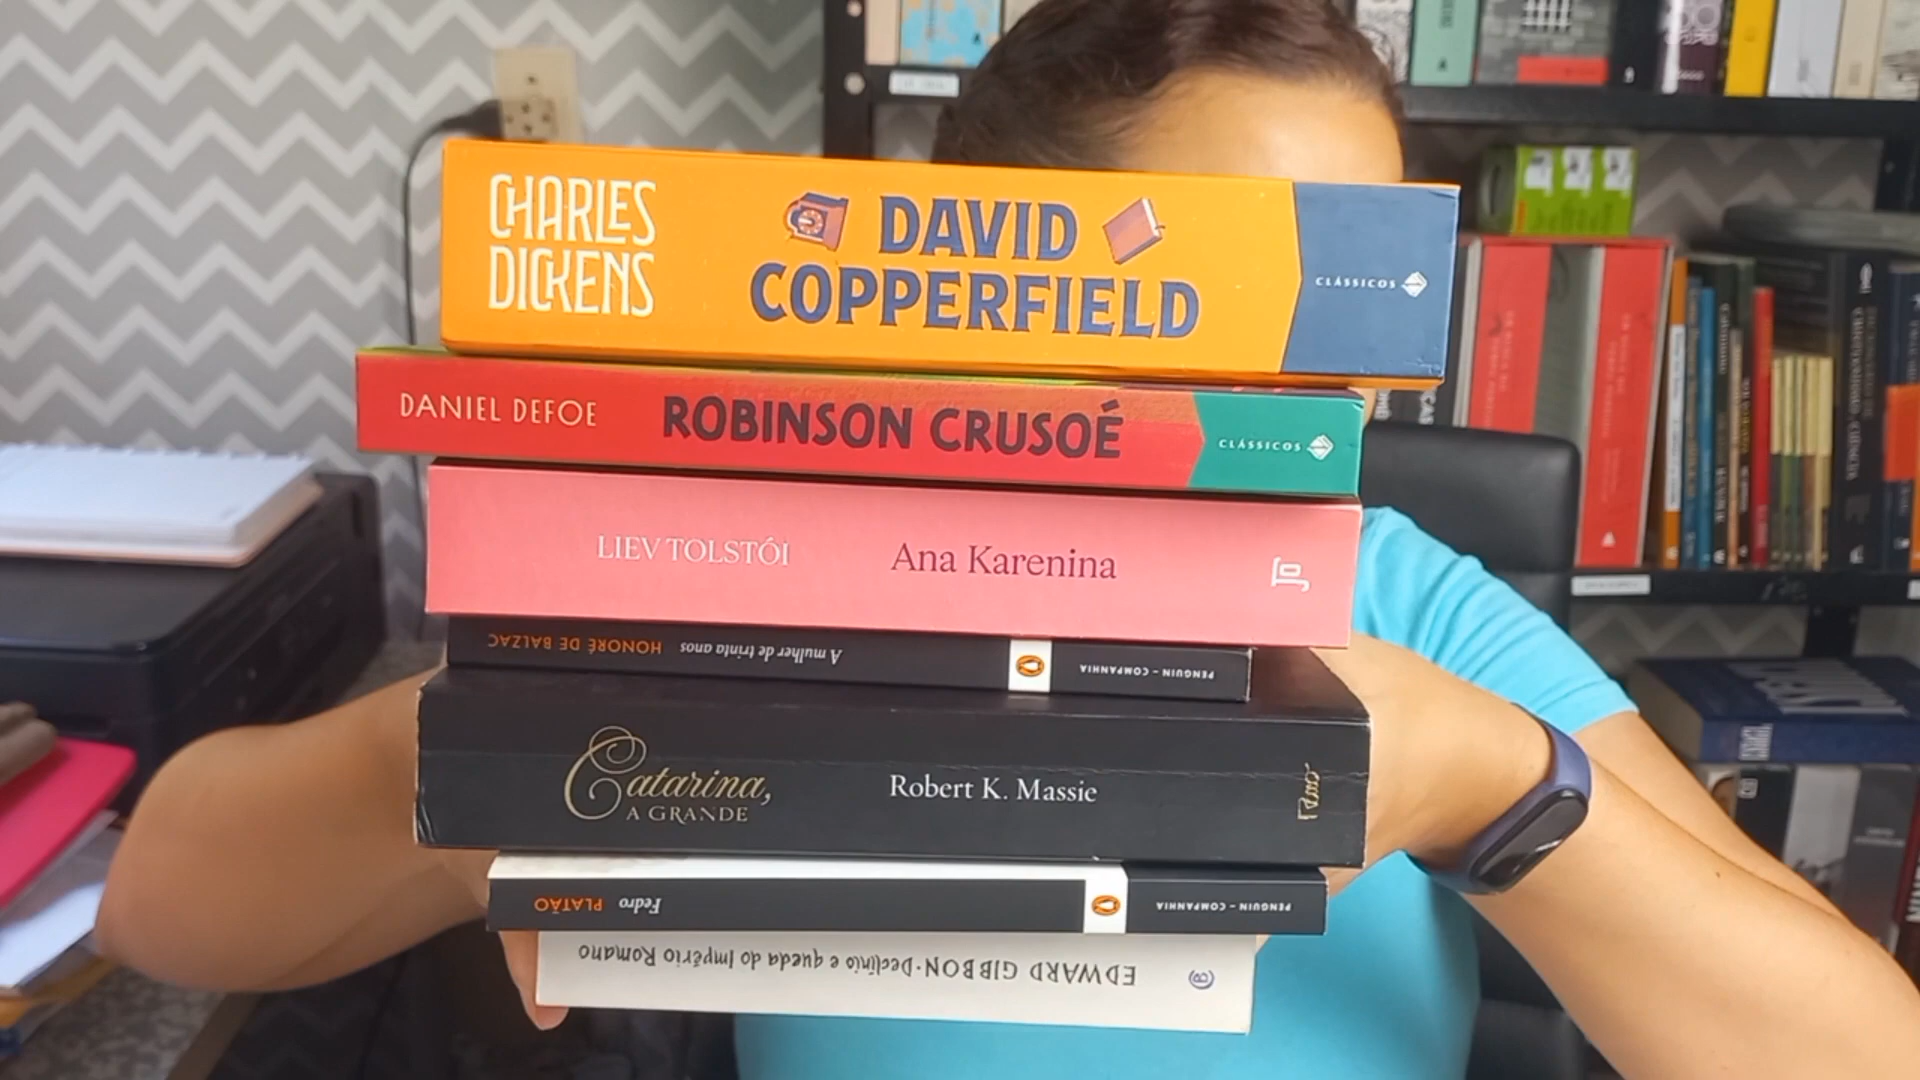 CHARLES
DICKENS
DAVID
COPPERFIELD
CLÁSSICOS
DANIEL DEFOE
ROBINSON CRUSOÉ
CLÁSSICOS
LIEV TOLSTÓI
Ana Karenina
HONORÉ DE BALZAC
A mulher de trinta anos
PENGUIN – COMPANHIA
Catarina,
A GRANDE
Robert K. Massie
PLATÃO
Fedro
PENGUIN – COMPANHIA
EDWARD GIBBON · Declínio e queda do Império Romano